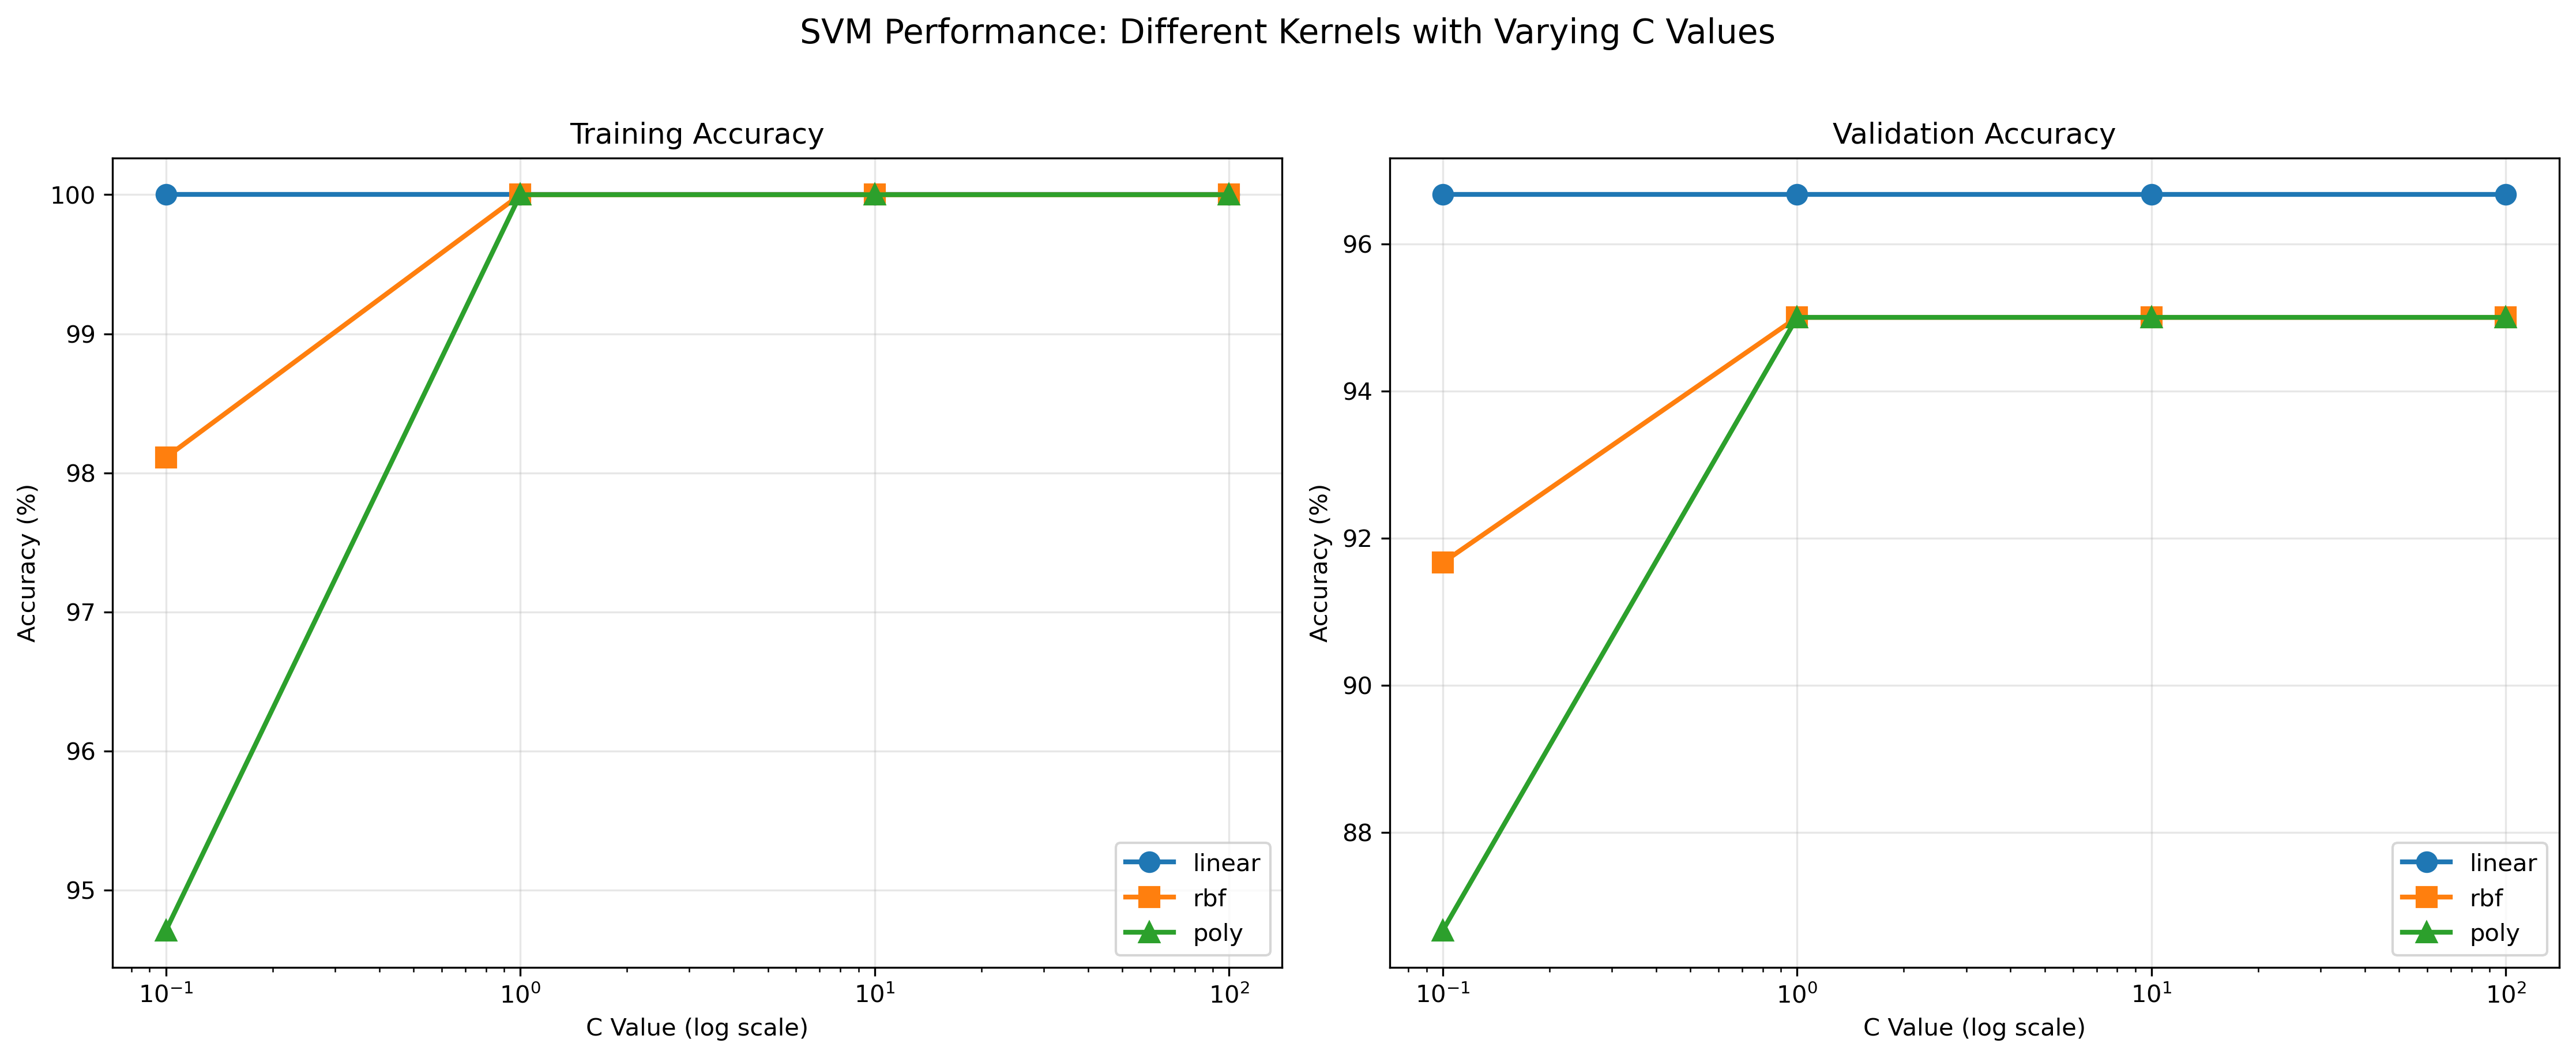 SVM Performance: Different Kernels with Varying C Values
Training Accuracy
Accuracy (%)
100
99
98
97
96
95
10⁻¹
10⁰
10¹
10²
C Value (log scale)
linear
rbf
poly
Validation Accuracy
Accuracy (%)
96
94
92
90
88
10⁻¹
10⁰
10¹
10²
C Value (log scale)
linear
rbf
poly